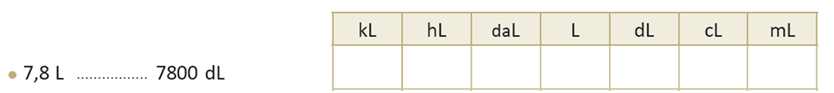 kL hL daL L dL cL mL
• 7,8 L ................. 7800 dL